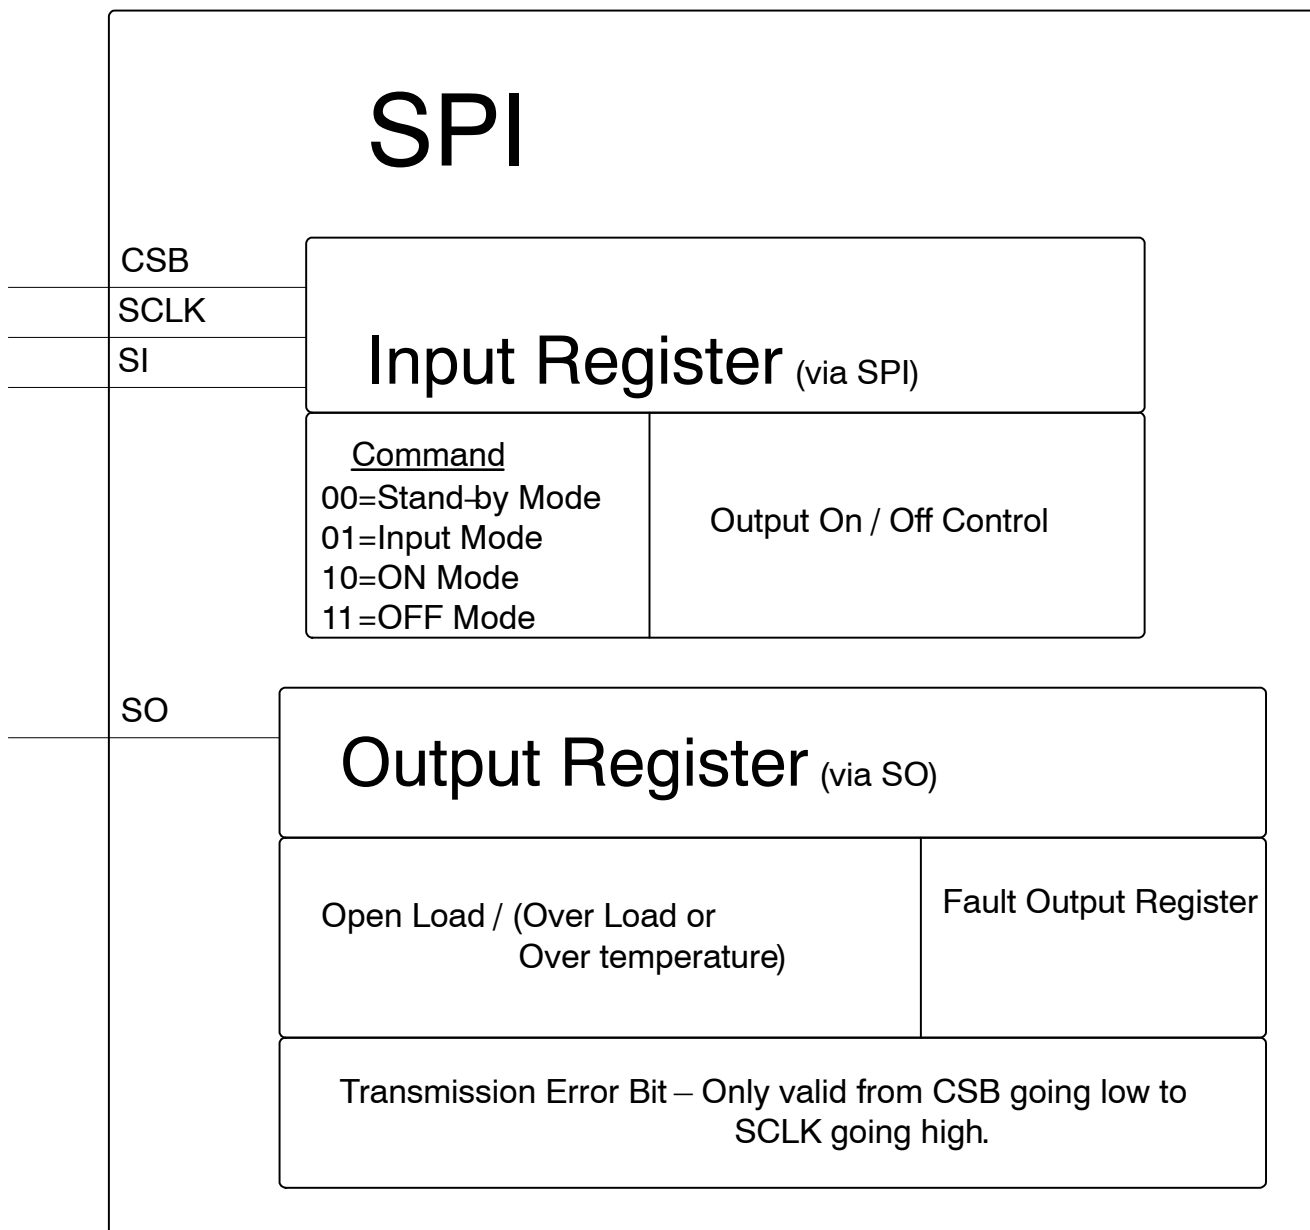 SPI
CSB
SCLK
SI
Input Register (via SPI)
Command
00=Stand-by Mode
01=Input Mode
10=ON Mode
11=OFF Mode
Output On / Off Control
SO
Output Register (via SO)
Open Load / (Over Load or
Over temperature)
Fault Output Register
Transmission Error Bit – Only valid from CSB going low to
SCLK going high.